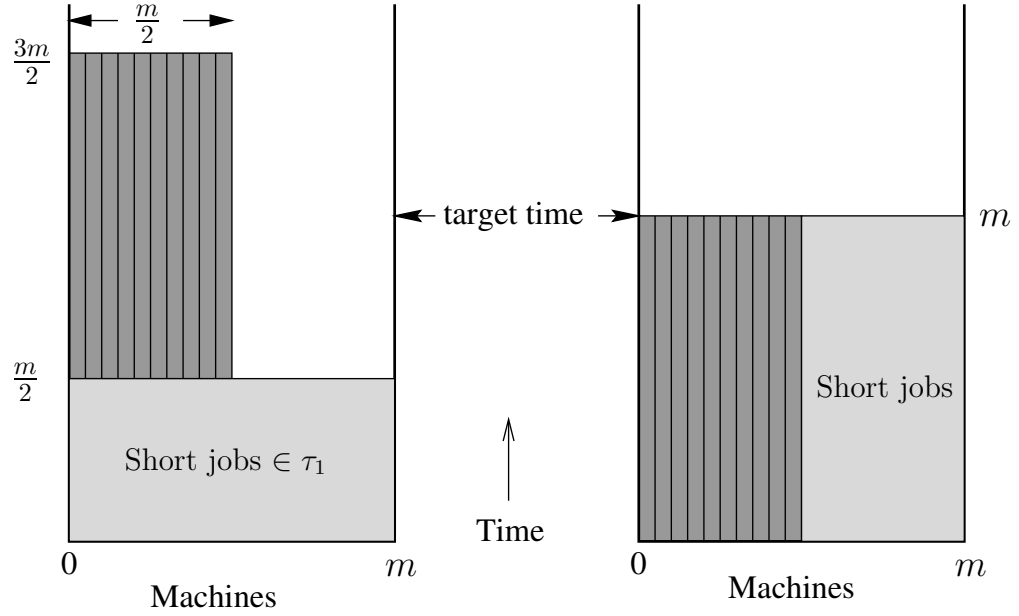 m/2
3m/2
target time
m
m/2
Short jobs
Short jobs ∈ τ₁
Time
0
m
Machines
0
m
Machines